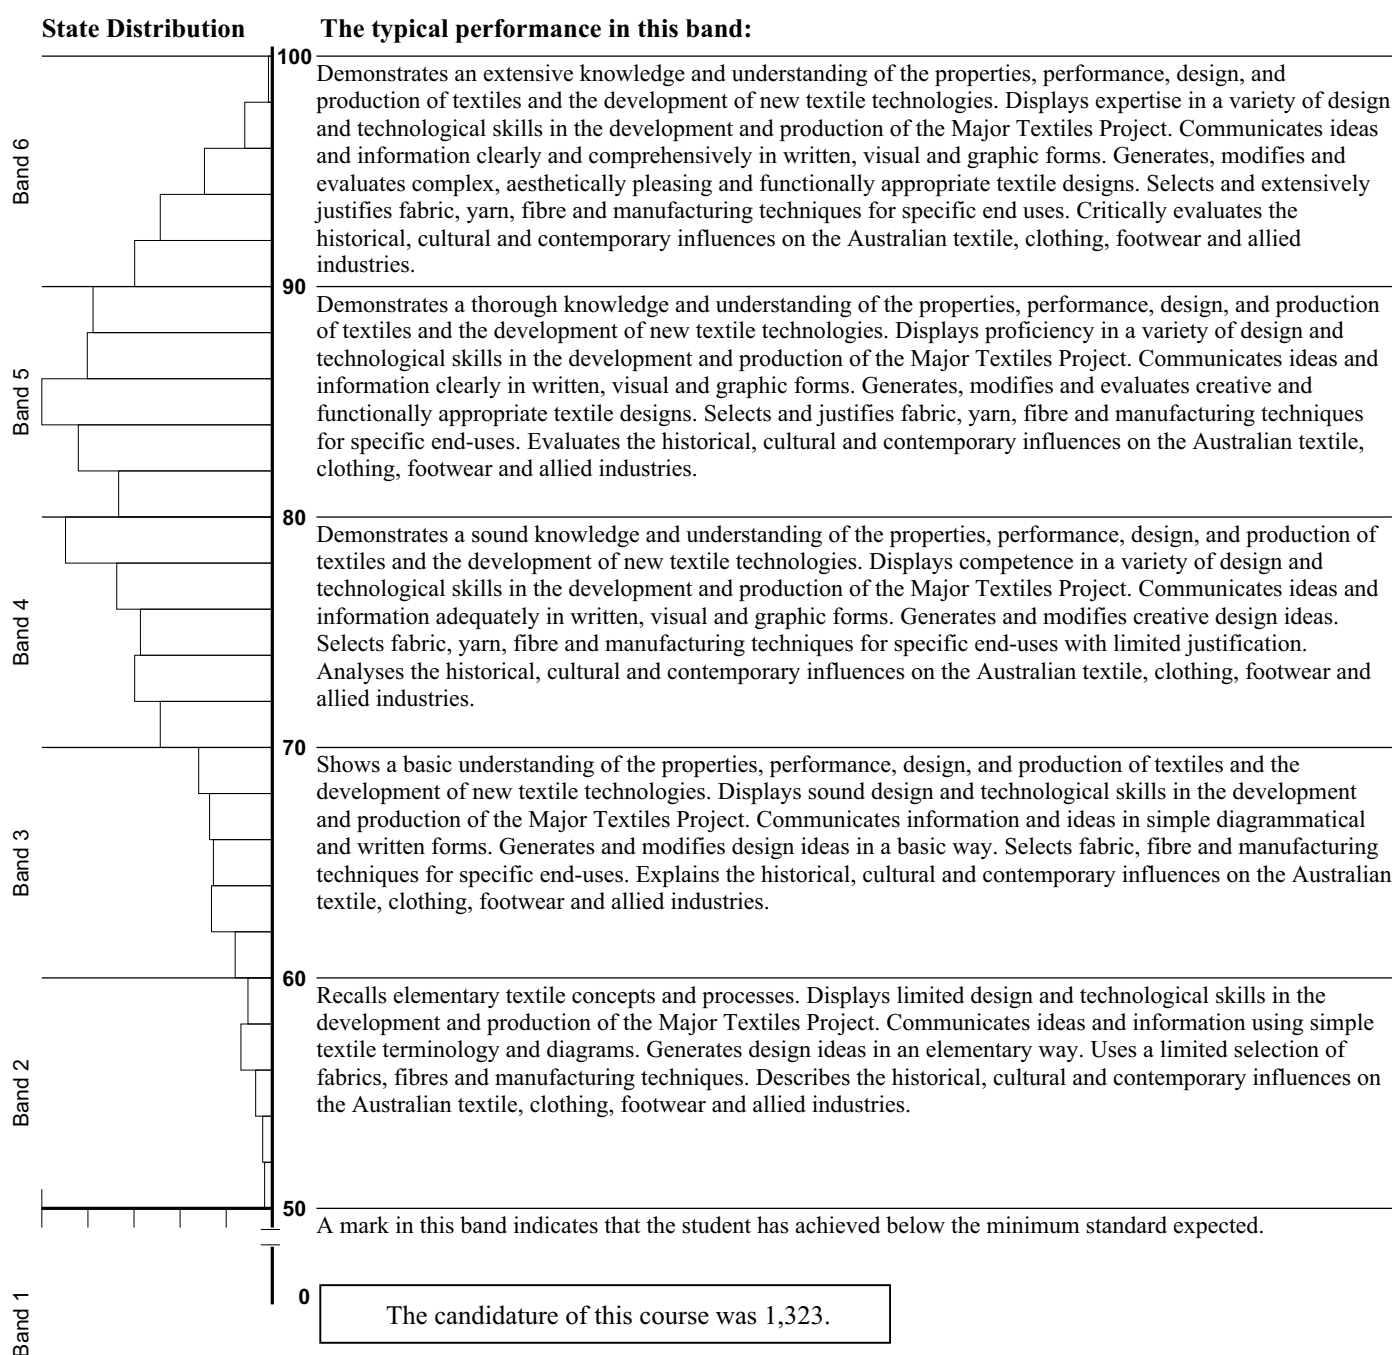 State Distribution
The typical performance in this band:
100
Band 6
Demonstrates an extensive knowledge and understanding of the properties, performance, design, and
production of textiles and the development of new textile technologies. Displays expertise in a variety of design
and technological skills in the development and production of the Major Textiles Project. Communicates ideas
and information clearly and comprehensively in written, visual and graphic forms. Generates, modifies and
evaluates complex, aesthetically pleasing and functionally appropriate textile designs. Selects and extensively
justifies fabric, yarn, fibre and manufacturing techniques for specific end uses. Critically evaluates the
historical, cultural and contemporary influences on the Australian textile, clothing, footwear and allied
industries.
90
Band 5
Demonstrates a thorough knowledge and understanding of the properties, performance, design, and production
of textiles and the development of new textile technologies. Displays proficiency in a variety of design and
technological skills in the development and production of the Major Textiles Project. Communicates ideas and
information clearly in written, visual and graphic forms. Generates, modifies and evaluates creative and
functionally appropriate textile designs. Selects and justifies fabric, yarn, fibre and manufacturing techniques
for specific end-uses. Evaluates the historical, cultural and contemporary influences on the Australian textile,
clothing, footwear and allied industries.
80
Band 4
Demonstrates a sound knowledge and understanding of the properties, performance, design, and production of
textiles and the development of new textile technologies. Displays competence in a variety of design and
technological skills in the development and production of the Major Textiles Project. Communicates ideas and
information adequately in written, visual and graphic forms. Generates and modifies creative design ideas.
Selects fabric, yarn, fibre and manufacturing techniques for specific end-uses with limited justification.
Analyses the historical, cultural and contemporary influences on the Australian textile, clothing, footwear and
allied industries.
70
Band 3
Shows a basic understanding of the properties, performance, design, and production of textiles and the
development of new textile technologies. Displays sound design and technological skills in the development
and production of the Major Textiles Project. Communicates information and ideas in simple diagrammatical
and written forms. Generates and modifies design ideas in a basic way. Selects fabric, fibre and manufacturing
techniques for specific end-uses. Explains the historical, cultural and contemporary influences on the Australian
textile, clothing, footwear and allied industries.
60
Band 2
Recalls elementary textile concepts and processes. Displays limited design and technological skills in the
development and production of the Major Textiles Project. Communicates ideas and information using simple
textile terminology and diagrams. Generates design ideas in an elementary way. Uses a limited selection of
fabrics, fibres and manufacturing techniques. Describes the historical, cultural and contemporary influences on
the Australian textile, clothing, footwear and allied industries.
50
A mark in this band indicates that the student has achieved below the minimum standard expected.
Band 1
0
The candidature of this course was 1,323.